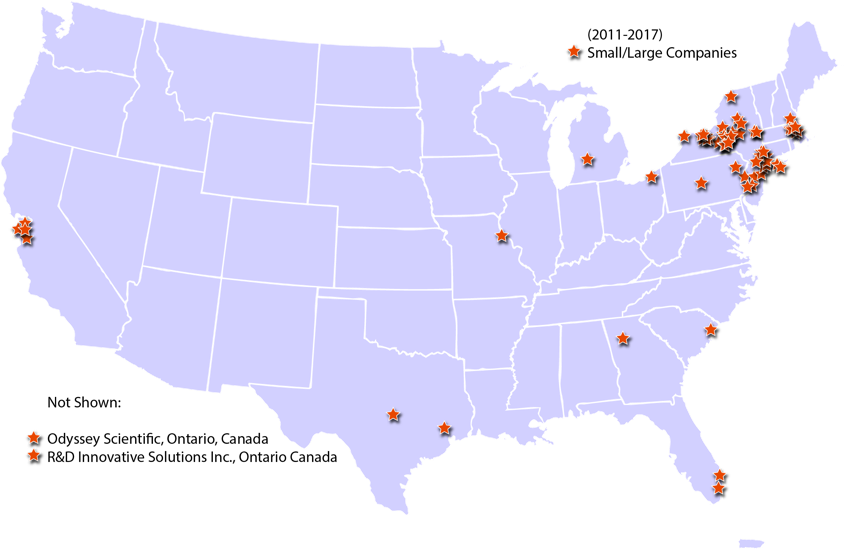 (2011-2017)
Small/Large Companies
Not Shown:
Odyssey Scientific, Ontario, Canada
R&D Innovative Solutions Inc., Ontario Canada